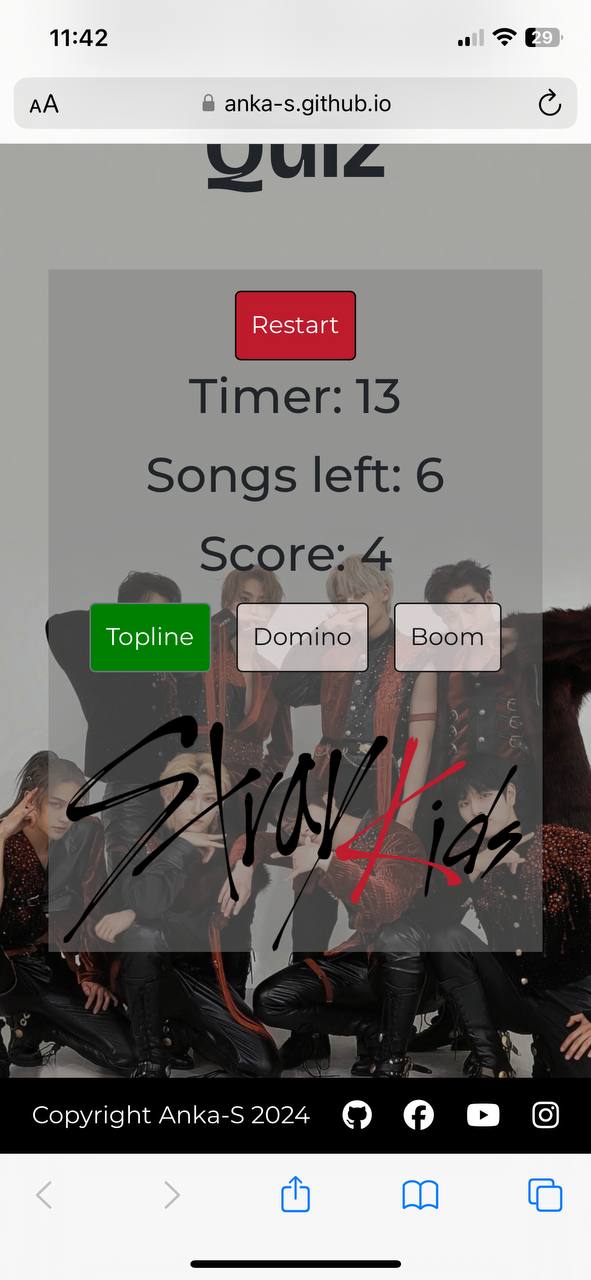 11:42
29
AA
anka-s.github.io
Quiz
Restart
Timer: 13
Songs left: 6
Score: 4
Topline Domino Boom
Stray Kids
Copyright Anka-S 2024